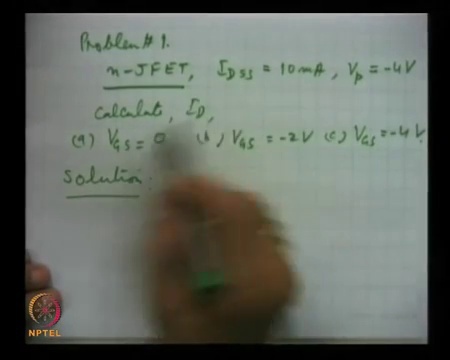 Problem # 1.
n-JFET, IDSS = 10 mA, Vp = -4V
Calculate, ID,
(a) VGS = 0 (b) VGS = -2V (c) VGS = -4V.
Solution:
NPTEL